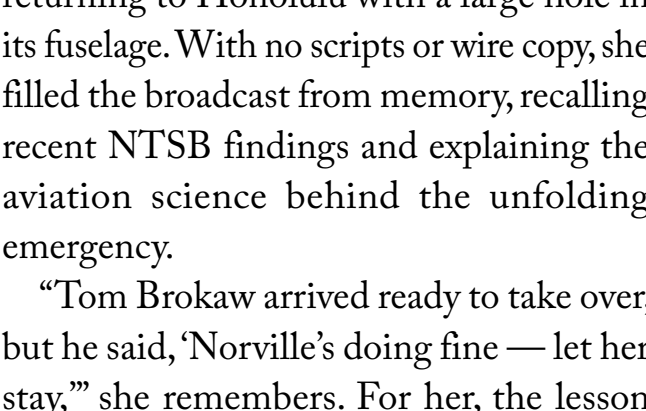 returning to Honolulu with a large hole in
its fuselage. With no scripts or wire copy, she
filled the broadcast from memory, recalling
recent NTSB findings and explaining the
aviation science behind the unfolding
emergency.
“Tom Brokaw arrived ready to take over,
but he said, ‘Norville’s doing fine — let her
stay,’” she remembers. For her, the lesson